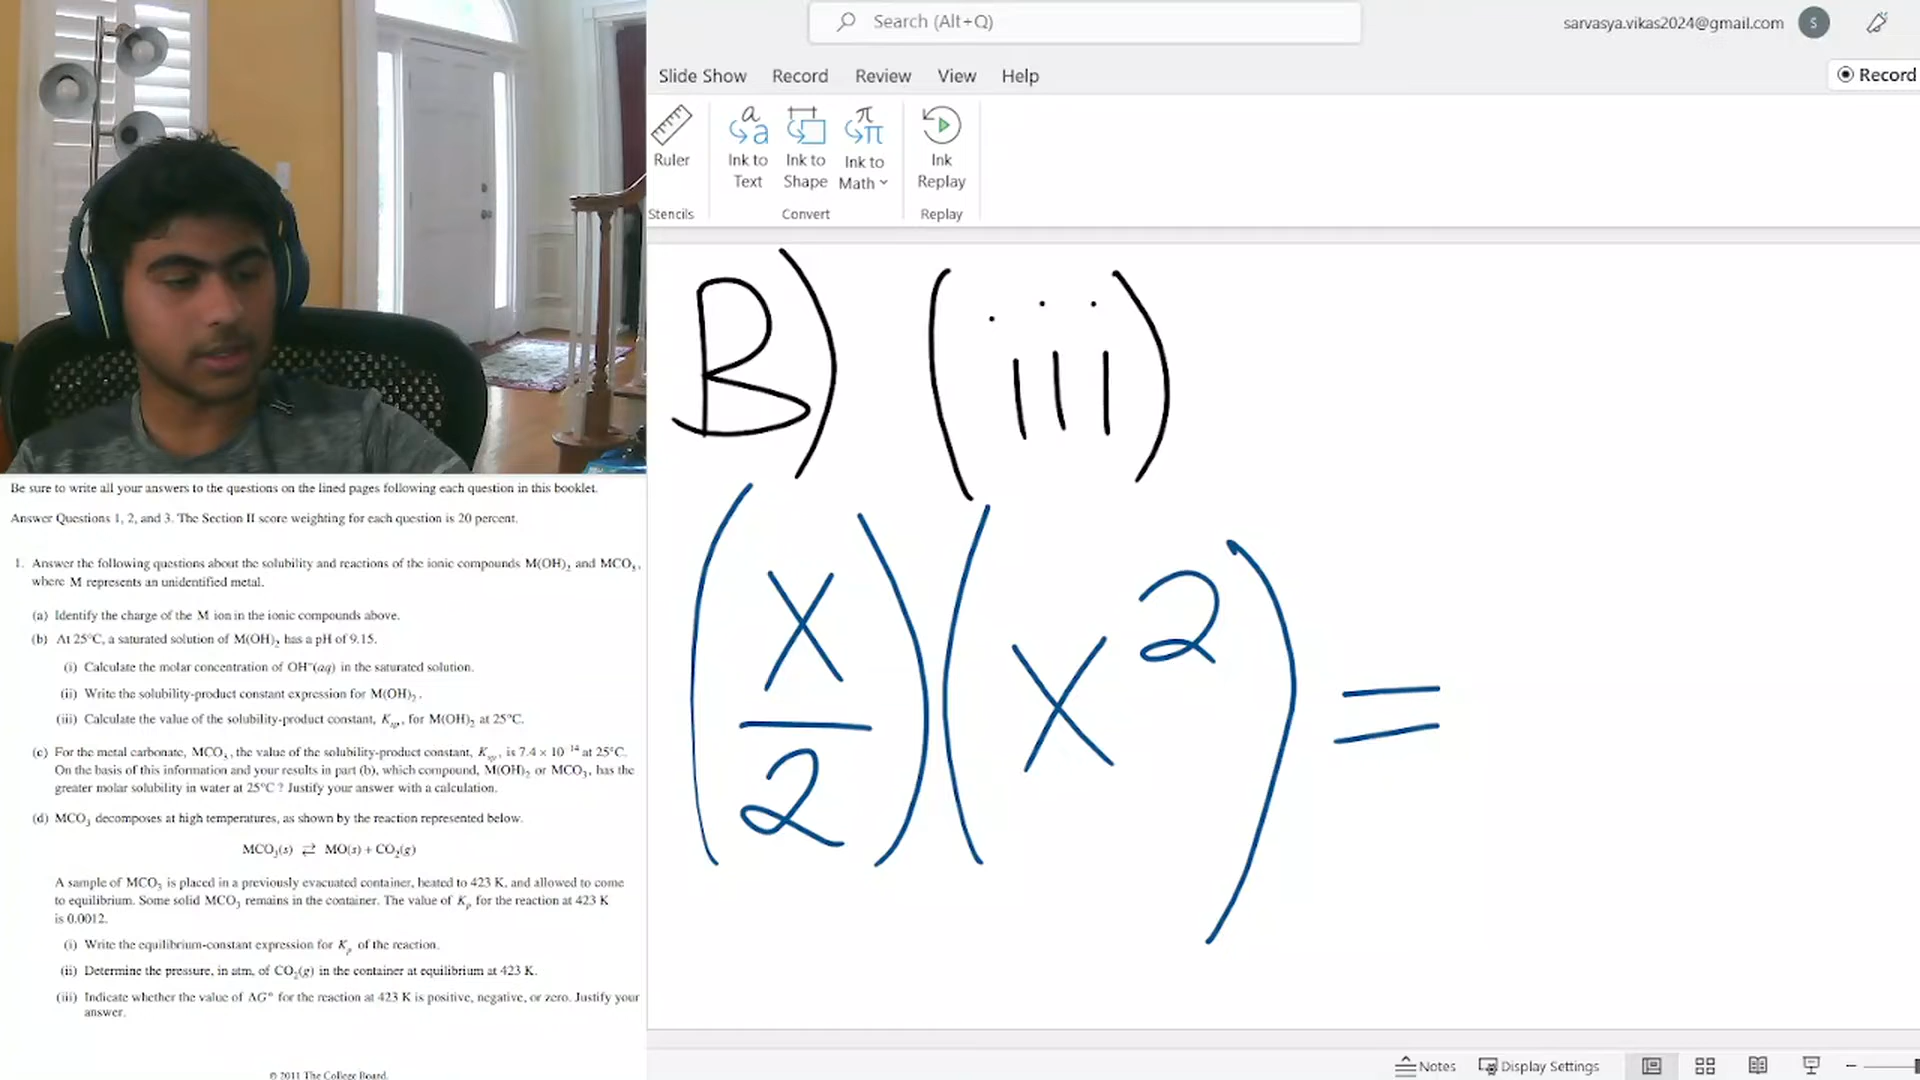 Search (Alt+Q)
sarvasya.vikas2024@gmail.com S
Slide Show Record Review View Help
Record
Ruler
Ink to Text
Ink to Shape
Ink to Math
Ink Replay
Stencils Convert Replay
B) (iii)
(x/2)(x²) =
Be sure to write all your answers to the questions on the lined pages following each question in this booklet.
Answer Questions 1, 2, and 3. The Section II score weighting for each question is 20 percent.
1. Answer the following questions about the solubility and reactions of the ionic compounds M(OH)₂ and MCO₃,
where M represents an unidentified metal.
(a) Identify the charge of the M ion in the ionic compounds above.
(b) At 25°C, a saturated solution of M(OH)₂ has a pH of 9.15.
(i) Calculate the molar concentration of OH⁻(aq) in the saturated solution.
(ii) Write the solubility-product constant expression for M(OH)₂.
(iii) Calculate the value of the solubility-product constant, Ksp, for M(OH)₂ at 25°C.
(c) For the metal carbonate, MCO₃, the value of the solubility-product constant, Ksp, is 7.4 × 10⁻¹⁴ at 25°C.
On the basis of this information and your results in part (b), which compound, M(OH)₂ or MCO₃, has the
greater molar solubility in water at 25°C ? Justify your answer with a calculation.
(d) MCO₃ decomposes at high temperatures, as shown by the reaction represented below.
MCO₃(s) ⇄ MO(s) + CO₂(g)
A sample of MCO₃ is placed in a previously evacuated container, heated to 423 K, and allowed to come
to equilibrium. Some solid MCO₃ remains in the container. The value of Kp for the reaction at 423 K
is 0.0012.
(i) Write the equilibrium-constant expression for Kp of the reaction.
(ii) Determine the pressure, in atm, of CO₂(g) in the container at equilibrium at 423 K.
(iii) Indicate whether the value of ΔG° for the reaction at 423 K is positive, negative, or zero. Justify your
answer.
© 2011 The College Board.
Notes Display Settings